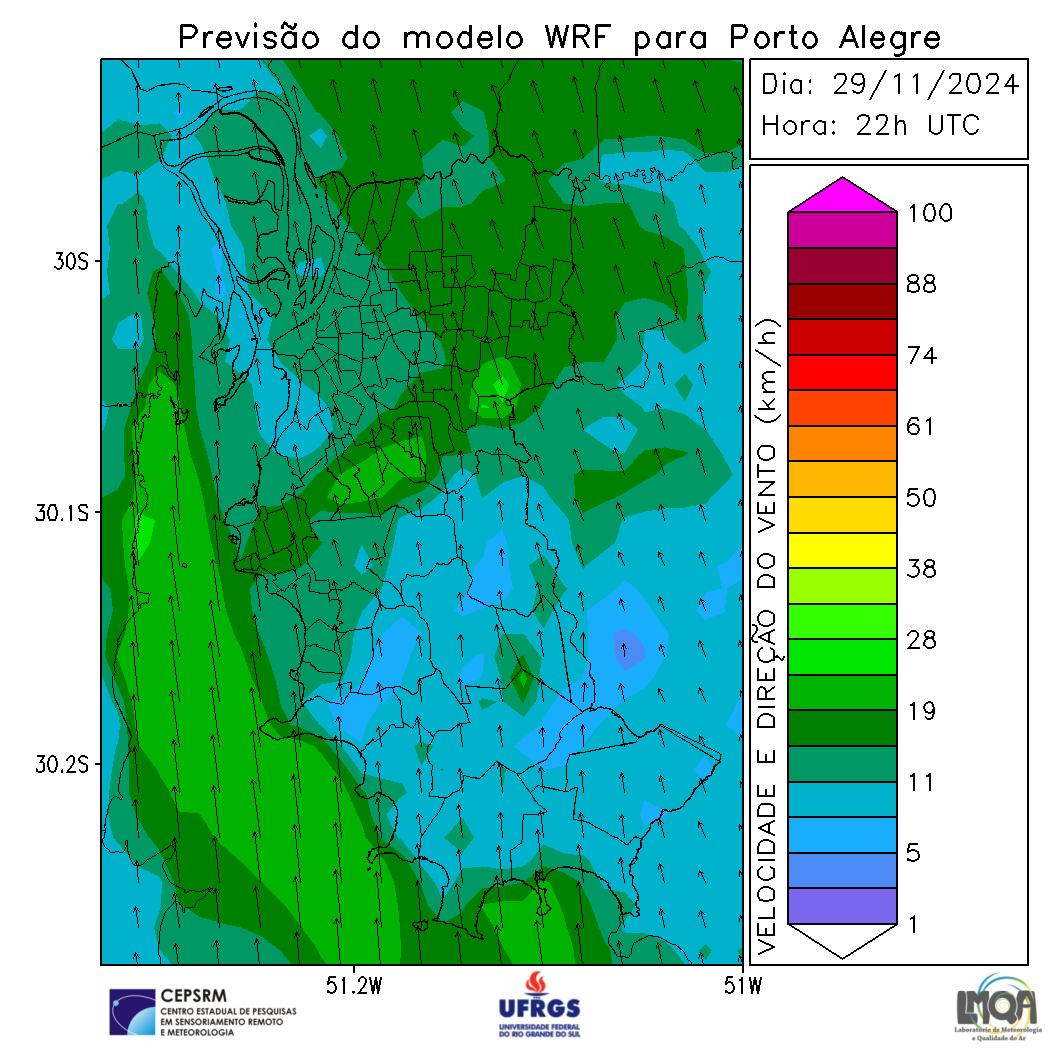 Previsão do modelo WRF para Porto Alegre
Dia: 29/11/2024
Hora: 22h UTC
30S
30.1S
30.2S
51.2W
51W
VELOCIDADE E DIREÇÃO DO VENTO (km/h)
100
88
74
61
50
38
28
19
11
5
1
CEPSRM
CENTRO ESTADUAL DE PESQUISAS
EM SENSORIAMENTO REMOTO
E METEOROLOGIA
UFRGS
UNIVERSIDADE FEDERAL
DO RIO GRANDE DO SUL
LMQA
Laboratório de Meteorologia
e Qualidade do Ar